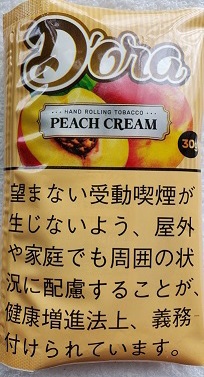 D'ora
HAND ROLLING TOBACCO
PEACH CREAM
30g
望まない受動喫煙が
生じないよう、屋外
や家庭でも周囲の状
況に配慮することが、
健康増進法上、義務
付けられています。